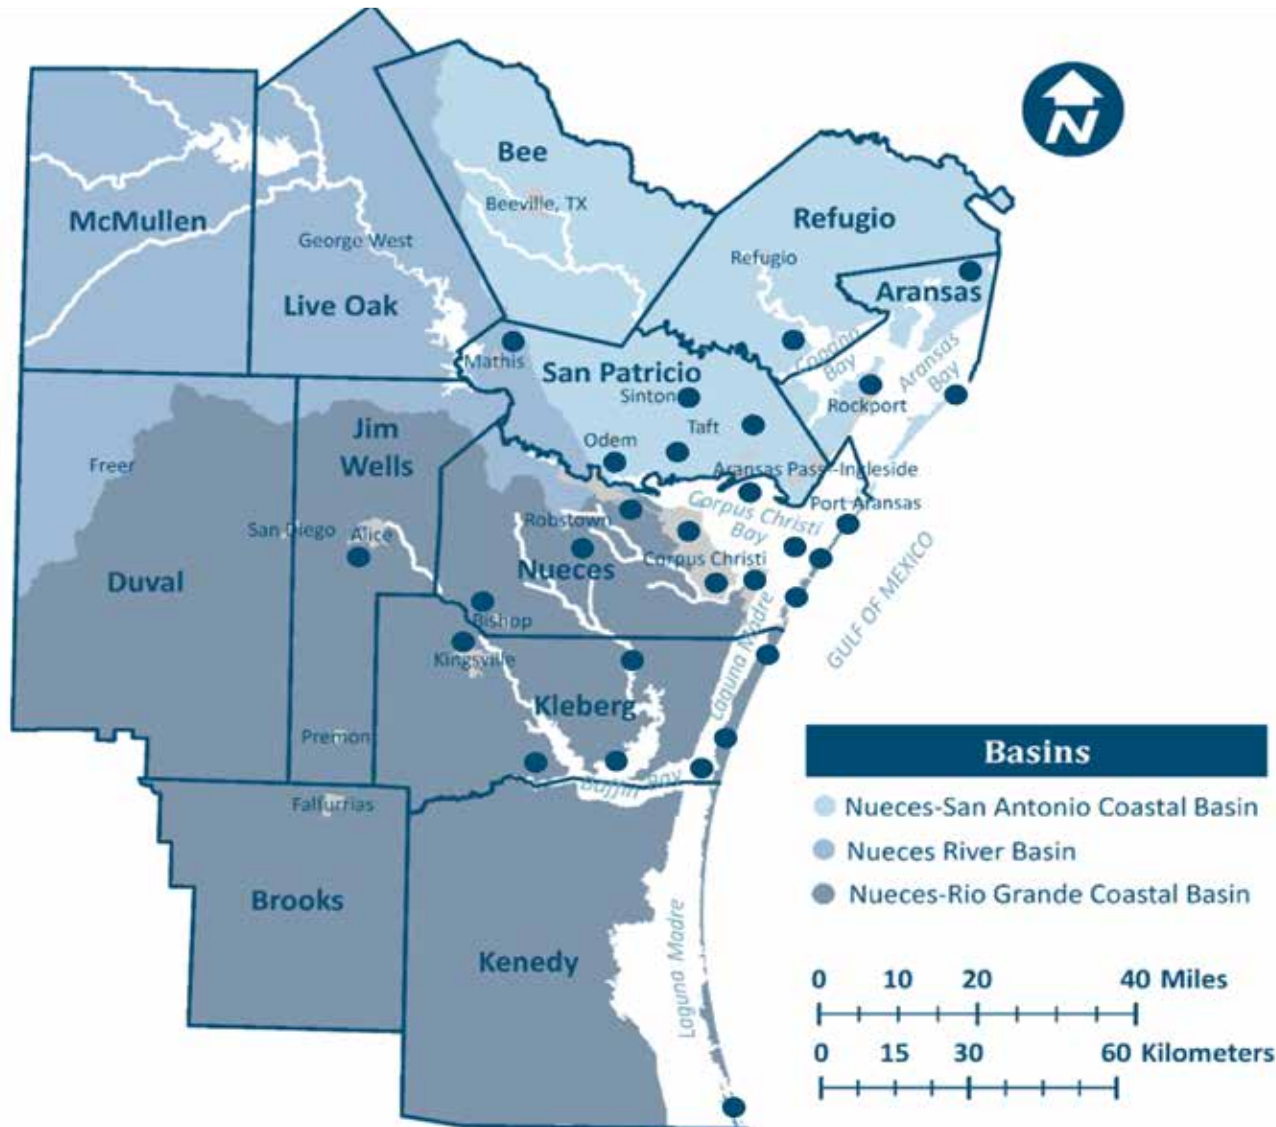 N
Bee
Beeville, TX
McMullen
George West
Live Oak
Refugio
Refugio
Aransas
Mathis
San Patricio
Sinton
Copano
Bay
Aransas
Bay
Rockport
Jim
Wells
Taft
Odem
Freer
Aransas Pass--Ingleside
Port Aransas
Corpus Christi
Bay
Robstown
San Diego
Alice
Corpus Christi
Nueces
Duval
Bishop
Kingsville
GULF OF MEXICO
Laguna Madre
Kleberg
Premon
Baffin Bay
Falfurrias
Brooks
Kenedy
Laguna Madre
Basins
Nueces-San Antonio Coastal Basin
Nueces River Basin
Nueces-Rio Grande Coastal Basin
0 10 20 40 Miles
0 15 30 60 Kilometers